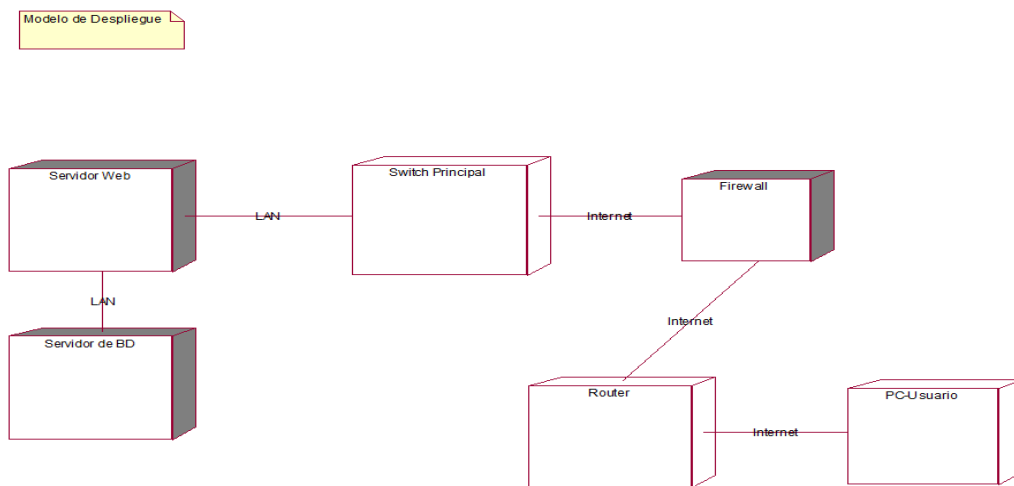 Modelo de Despliegue
Servidor Web
LAN
Switch Principal
Internet
Firewall
LAN
Servidor de BD
Internet
Router
Internet
PC-Usuario